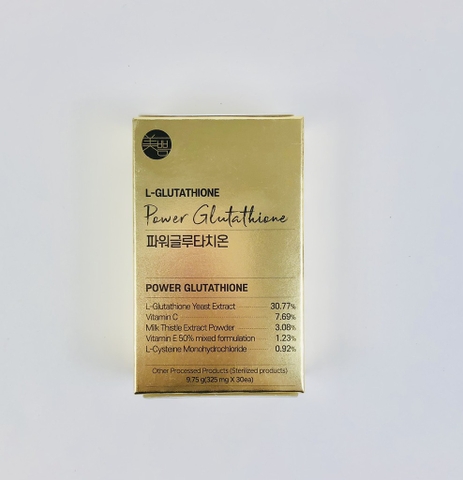 美쁨
L-GLUTATHIONE
Power Glutathione
파워글루타치온
POWER GLUTATHIONE
L-Glutathione Yeast Extract 30.77%
Vitamin C 7.69%
Milk Thistle Extract Powder 3.08%
Vitamin E 50% mixed formulation 1.23%
L-Cysteine Monohydrochloride 0.92%
Other Processed Products (Sterilized products)
9.75 g(325 mg X 30ea)